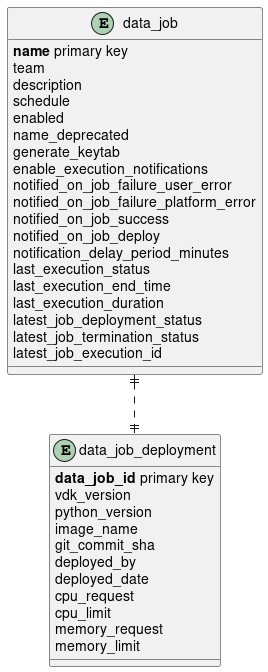 E data_job
name primary key
team
description
schedule
enabled
name_deprecated
generate_keytab
enable_execution_notifications
notified_on_job_failure_user_error
notified_on_job_failure_platform_error
notified_on_job_success
notified_on_job_deploy
notification_delay_period_minutes
last_execution_status
last_execution_end_time
last_execution_duration
latest_job_deployment_status
latest_job_termination_status
latest_job_execution_id
E data_job_deployment
data_job_id primary key
vdk_version
python_version
image_name
git_commit_sha
deployed_by
deployed_date
cpu_request
cpu_limit
memory_request
memory_limit